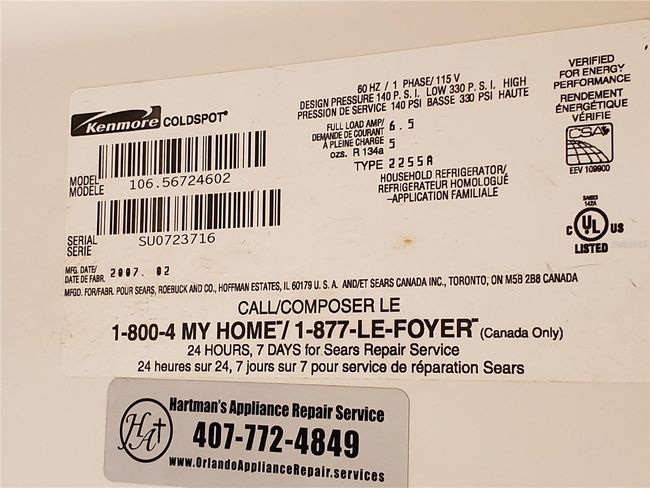 Kenmore COLDSPOT®
60 HZ / 1 PHASE/ 115 V
DESIGN PRESSURE 140 P. S. I. LOW 330 P. S. I. HIGH
PRESSION DE SERVICE 140 PSI BASSE 330 PSI HAUTE
FULL LOAD AMP/ 6.5
DEMANDE DE COURANT
À PLEINE CHARGE 5
ozs. R 134a
TYPE 2255A
HOUSEHOLD REFRIGERATOR/
REFRIGERATEUR HOMOLOGUÉ
-APPLICATION FAMILIALE
VERIFIED
FOR ENERGY
PERFORMANCE
RENDEMENT
ÉNERGÉTIQUE
VÉRIFIÉ
CSA
EEV 109900
SA883
142A
C UL US
LISTED
MODEL
MODÈLE 106.56724602
SERIAL
SERIE SU0723716
MFG. DATE/
DATE DE FABR. 2007. 02
MFGD. FOR/FABR. POUR SEARS, ROEBUCK AND CO., HOFFMAN ESTATES, IL 60179 U. S. A. AND/ET SEARS CANADA INC., TORONTO, ON M5B 2B8 CANADA
CALL/COMPOSER LE
1-800-4 MY HOME℠/ 1-877-LE-FOYER℠ (Canada Only)
24 HOURS, 7 DAYS for Sears Repair Service
24 heures sur 24, 7 jours sur 7 pour service de réparation Sears
HA
Hartman's Appliance Repair Service
407-772-4849
www.OrlandoApplianceRepair.services